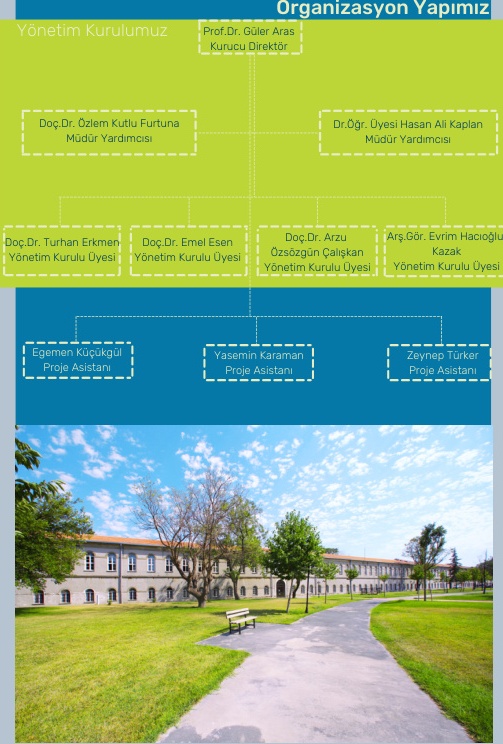 Organizasyon Yapımız
Yönetim Kurulumuz
Prof.Dr. Güler Aras
Kurucu Direktör
Doç.Dr. Özlem Kutlu Furtuna
Müdür Yardımcısı
Dr.Öğr. Üyesi Hasan Ali Kaplan
Müdür Yardımcısı
Doç.Dr. Turhan Erkmen
Yönetim Kurulu Üyesi
Doç.Dr. Emel Esen
Yönetim Kurulu Üyesi
Doç.Dr. Arzu
Özsözgün Çalışkan
Yönetim Kurulu Üyesi
Arş.Gör. Evrim Hacıoğlu
Kazak
Yönetim Kurulu Üyesi
Egemen Küçükgül
Proje Asistanı
Yasemin Karaman
Proje Asistanı
Zeynep Türker
Proje Asistanı